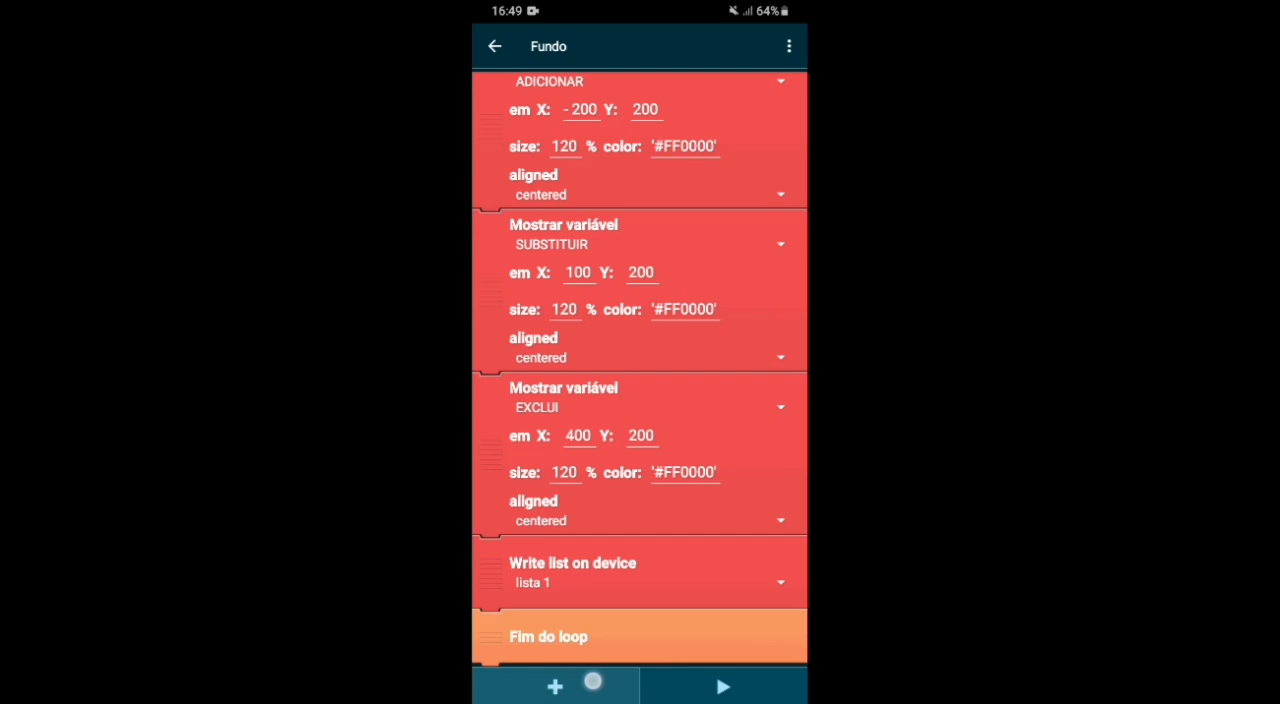 16:49 64%
Fundo
ADICIONAR
em X: - 200 Y: 200
size: 120 % color: '#FF0000'
aligned
centered
Mostrar variável
SUBSTITUIR
em X: 100 Y: 200
size: 120 % color: '#FF0000'
aligned
centered
Mostrar variável
EXCLUI
em X: 400 Y: 200
size: 120 % color: '#FF0000'
aligned
centered
Write list on device
lista 1
Fim do loop